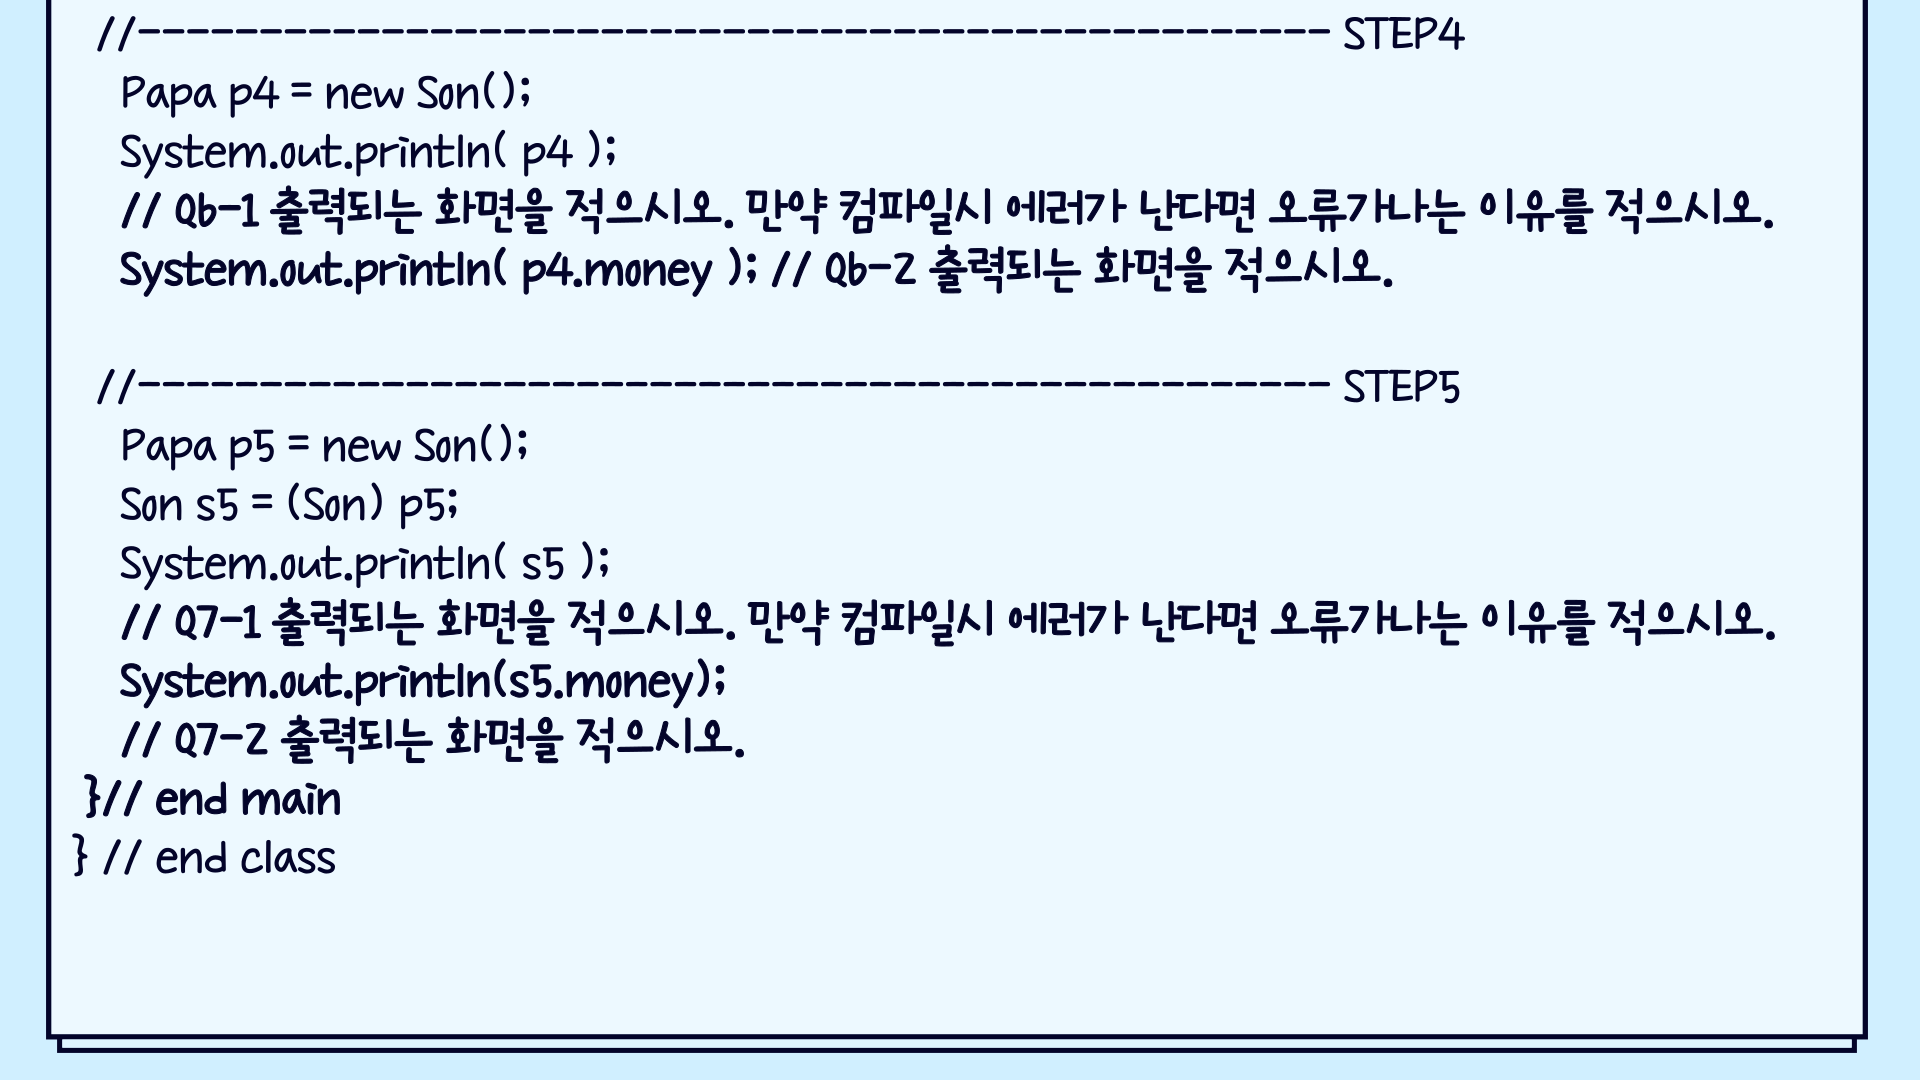 //------------------------------------------------- STEP4
Papa p4 = new Son();
System.out.println( p4 );
// Q6-1 출력되는 화면을 적으시오. 만약 컴파일시 에러가 난다면 오류가나는 이유를 적으시오.
System.out.println( p4.money ); // Q6-2 출력되는 화면을 적으시오.
//------------------------------------------------- STEP5
Papa p5 = new Son();
Son s5 = (Son) p5;
System.out.println( s5 );
// Q7-1 출력되는 화면을 적으시오. 만약 컴파일시 에러가 난다면 오류가나는 이유를 적으시오.
System.out.println(s5.money);
// Q7-2 출력되는 화면을 적으시오.
}// end main
} // end class